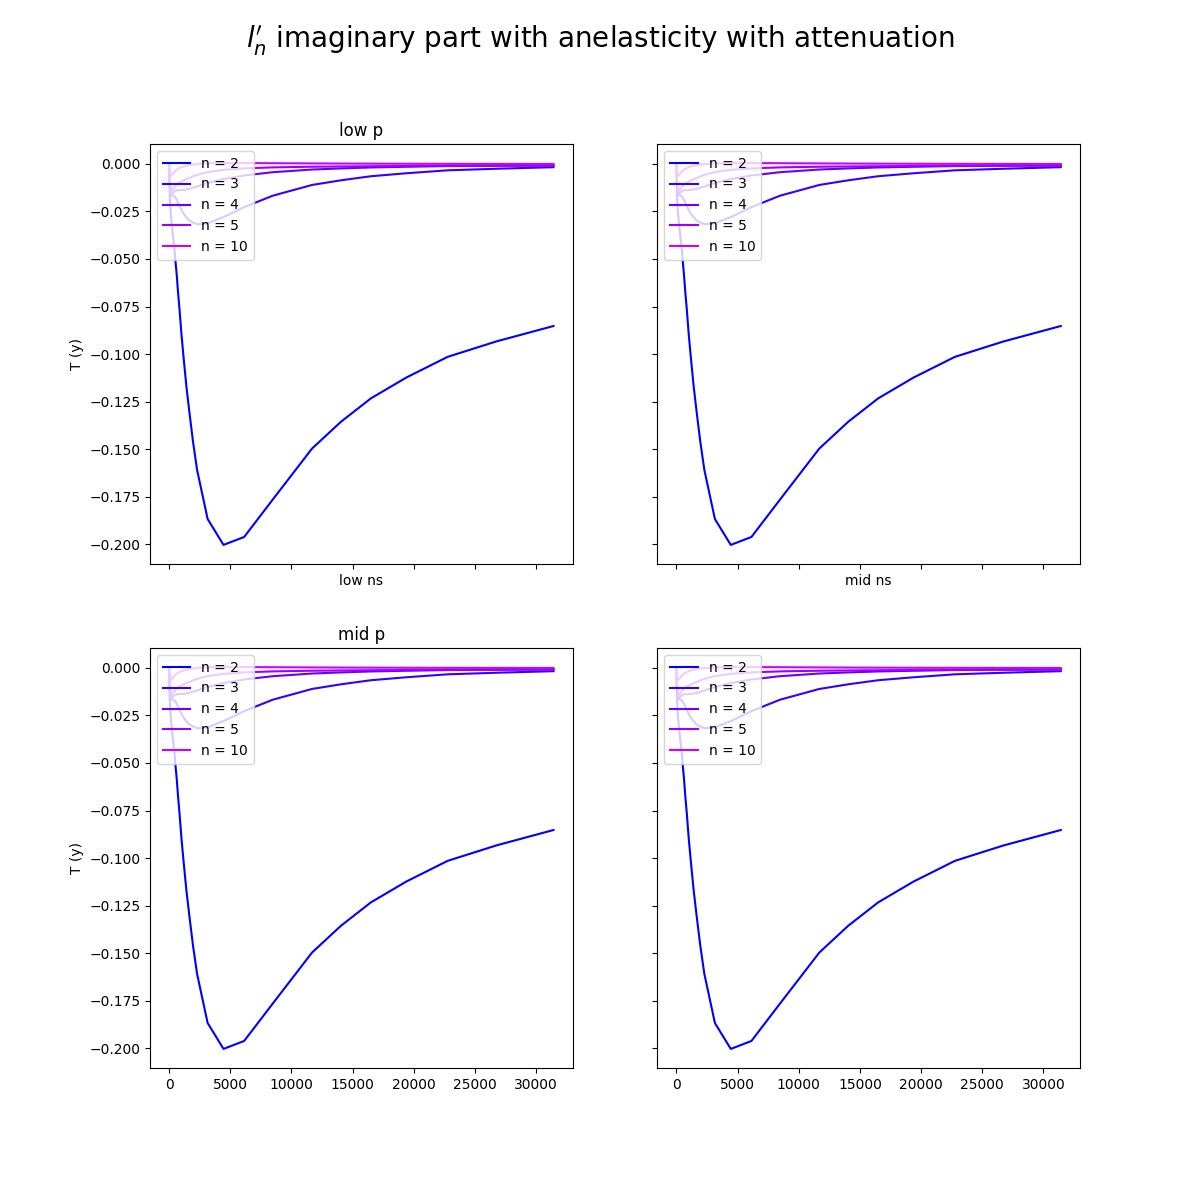 l′ₙ imaginary part with anelasticity with attenuation
low p
0.000
−0.025
−0.050
−0.075
−0.100
−0.125
−0.150
−0.175
−0.200
T (y)
n = 2
n = 3
n = 4
n = 5
n = 10
low ns
n = 2
n = 3
n = 4
n = 5
n = 10
mid ns
mid p
0.000
−0.025
−0.050
−0.075
−0.100
−0.125
−0.150
−0.175
−0.200
T (y)
n = 2
n = 3
n = 4
n = 5
n = 10
0 5000 10000 15000 20000 25000 30000
n = 2
n = 3
n = 4
n = 5
n = 10
0 5000 10000 15000 20000 25000 30000